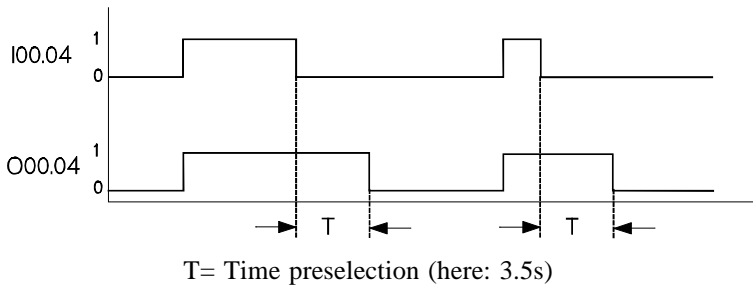 I00.04
1
0
O00.04
1
0
T
T
T= Time preselection (here: 3.5s)